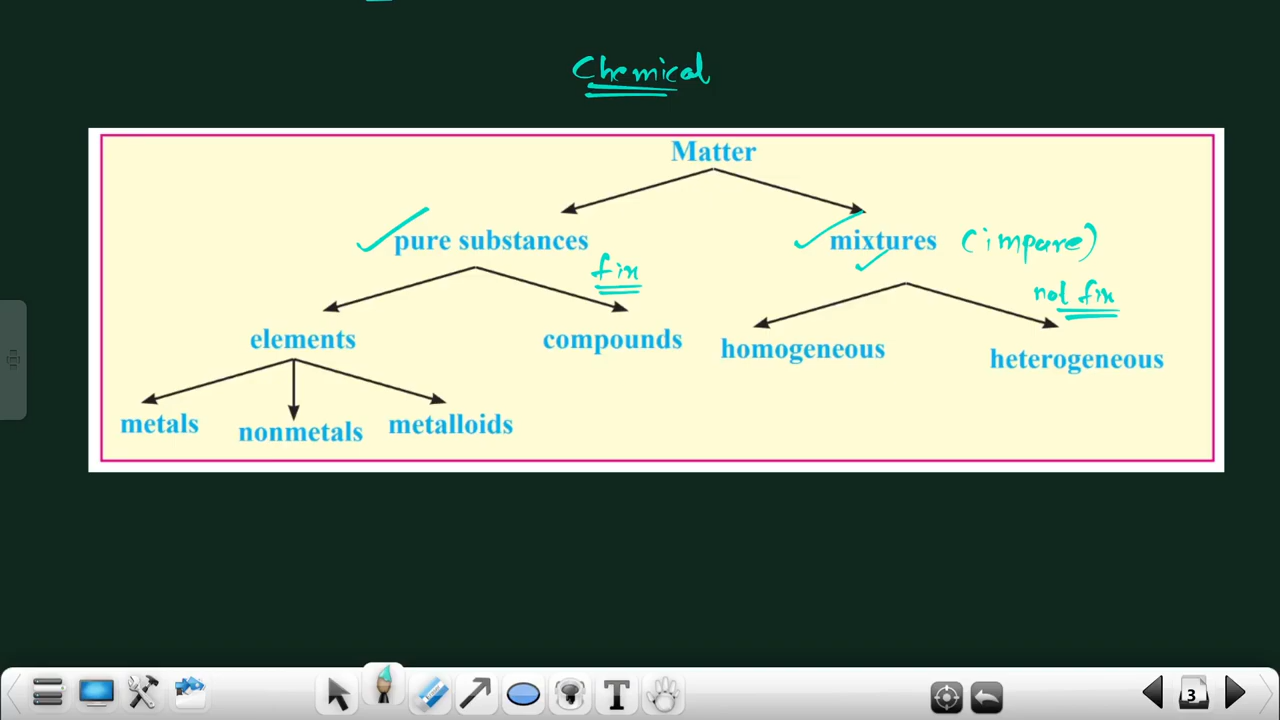 Chemical
Matter
pure substances mixtures (impure)
fix
not fix
elements compounds homogeneous heterogeneous
metals nonmetals metalloids
T 3